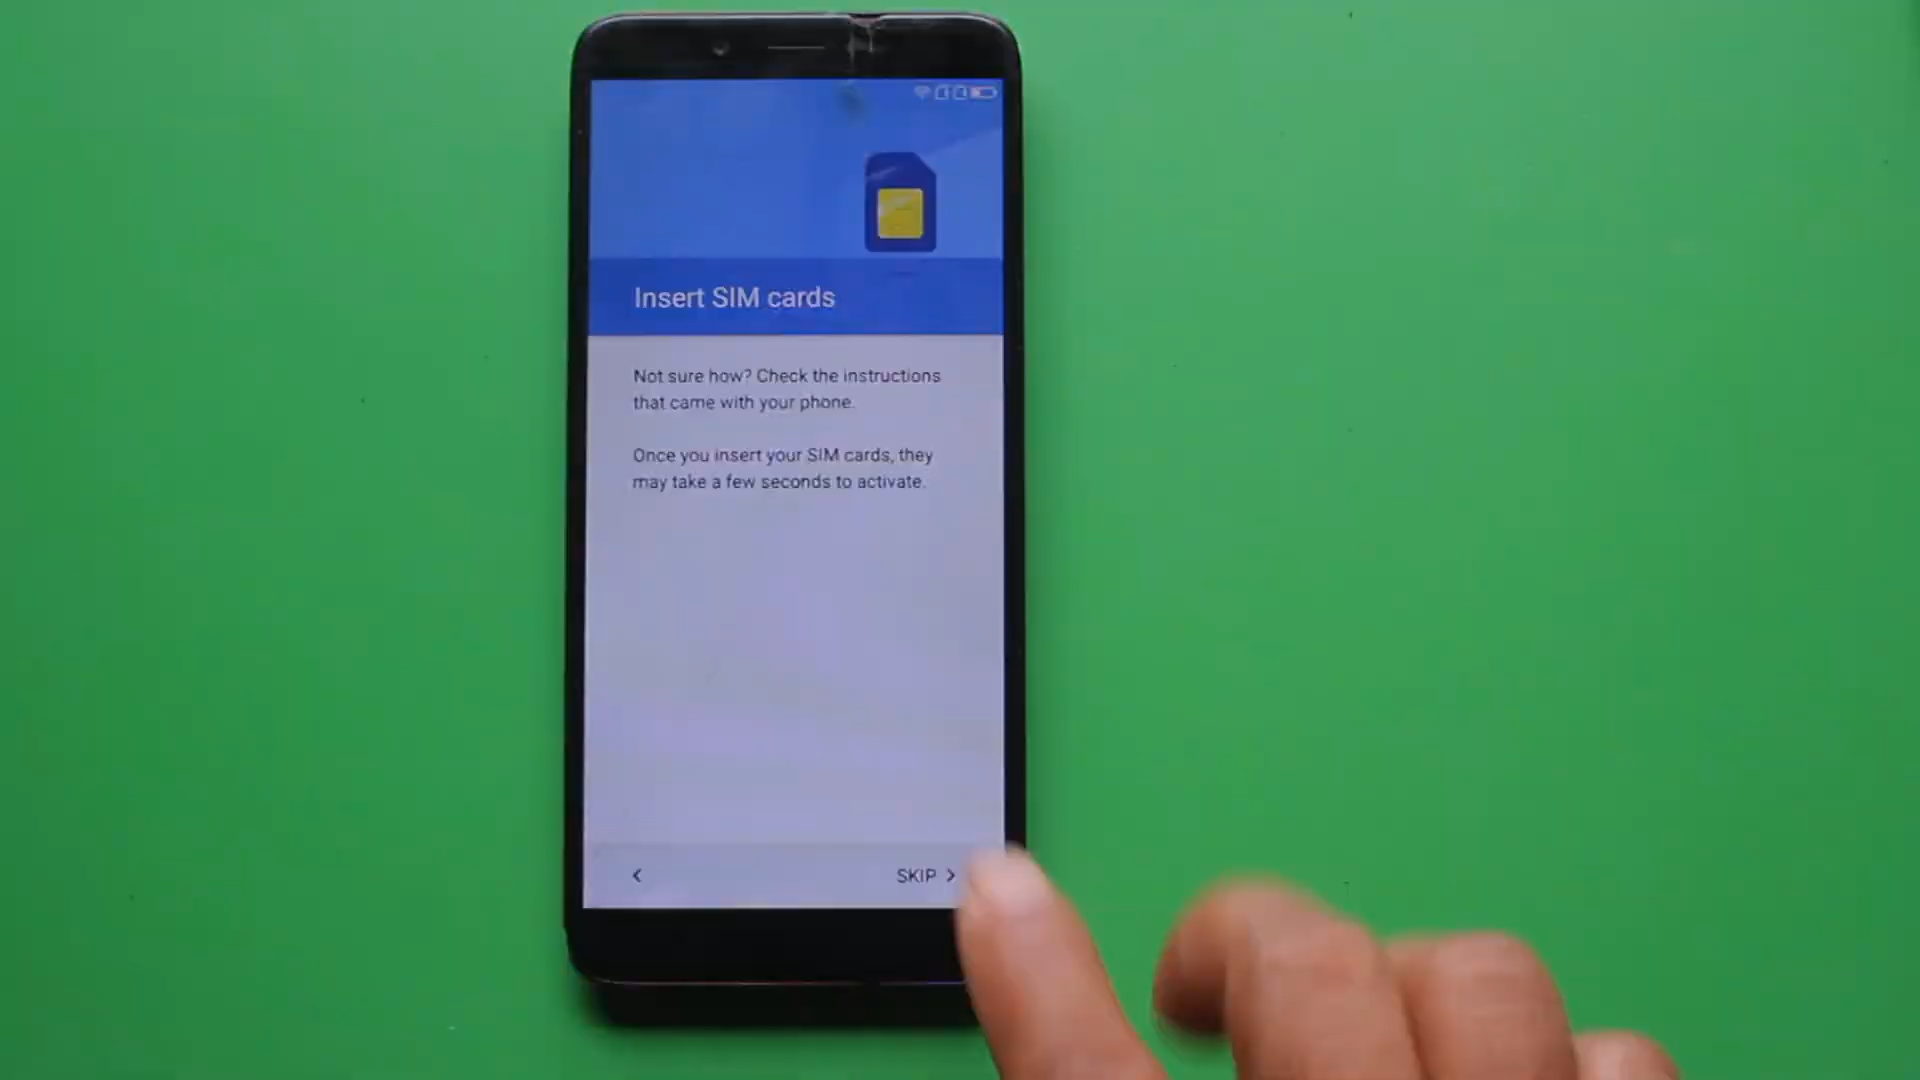 Insert SIM cards
Not sure how? Check the instructions
that came with your phone.
Once you insert your SIM cards, they
may take a few seconds to activate.
SKIP